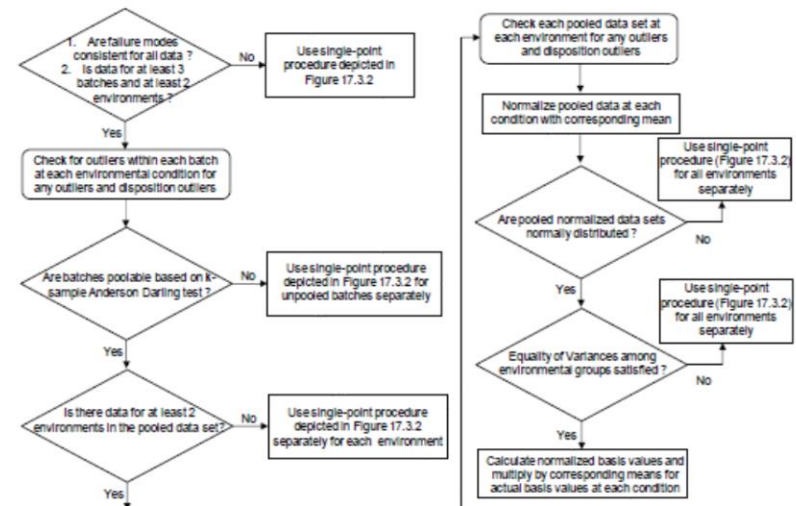 1. Are failure modes
consistent for all data ?
2. Is data for at least 3
batches and at least 2
environments ?
No
Use single-point
procedure depicted in
Figure 17.3.2
Yes
Check for outliers within each batch
at each environmental condition for
any outliers and disposition outliers
Are batches poolable based on k-
sample Anderson Darling test ?
No
Use single-point procedure
depicted in Figure 17.3.2 for
unpooled batches separately
Yes
Is there data for at least 2
environments in the pooled data set?
No
Use single-point procedure
depicted in Figure 17.3.2
separately for each environment
Yes
Check each pooled data set at
each environment for any outliers
and disposition outliers
Normalize pooled data at each
condition with corresponding mean
Are pooled normalized data sets
normally distributed ?
No
Use single-point
procedure (Figure 17.3.2)
for all environments
separately
Yes
Equality of Variances among
environmental groups satisfied ?
No
Use single-point
procedure (Figure 17.3.2)
for all environments
separately
Yes
Calculate normalized basis values and
multiply by corresponding means for
actual basis values at each condition